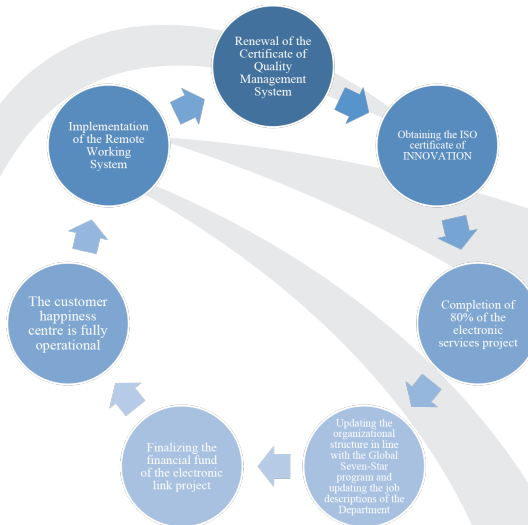 Renewal of the
Certificate of
Quality
Management
System
Obtaining the ISO
certificate of
INNOVATION
Completion of
80% of the
electronic
services project
Updating the
organizational
structure in line
with the Global
Seven-Star
program and
updating the job
descriptions of the
Department
Finalizing the
financial fund
of the electronic
link project
The customer
happiness
centre is fully
operational
Implementation
of the Remote
Working
System